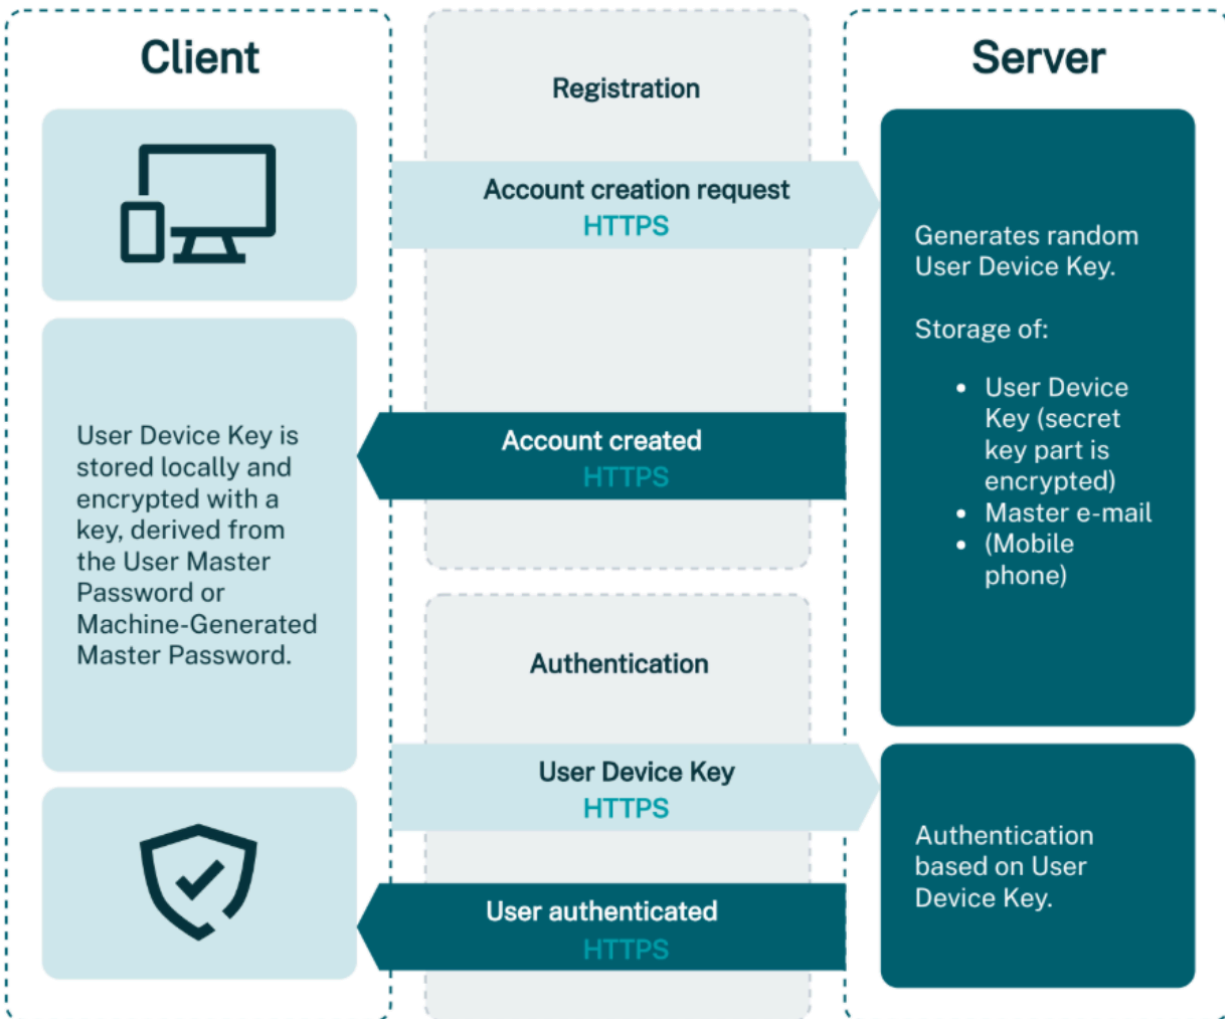 Client
User Device Key is
stored locally and
encrypted with a
key, derived from
the User Master
Password or
Machine-Generated
Master Password.
Registration
Account creation request
HTTPS
Account created
HTTPS
Authentication
User Device Key
HTTPS
User authenticated
HTTPS
Server
Generates random
User Device Key.
Storage of:
• User Device
Key (secret
key part is
encrypted)
• Master e-mail
• (Mobile
phone)
Authentication
based on User
Device Key.